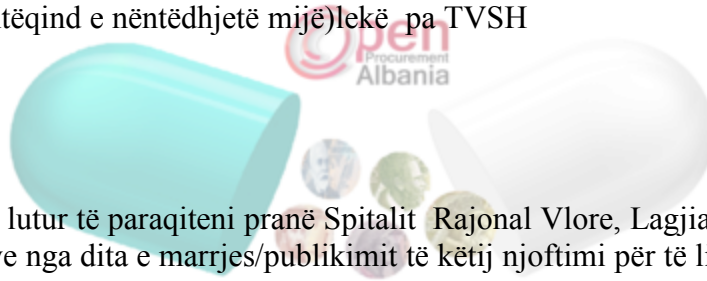 tëqind e nëntëdhjetë mijë)lekë pa TVSH
Open
Procurement
Albania
lutur të paraqiteni pranë Spitalit Rajonal Vlore, Lagjia
e nga dita e marrjes/publikimit të këtij njoftimi për të li